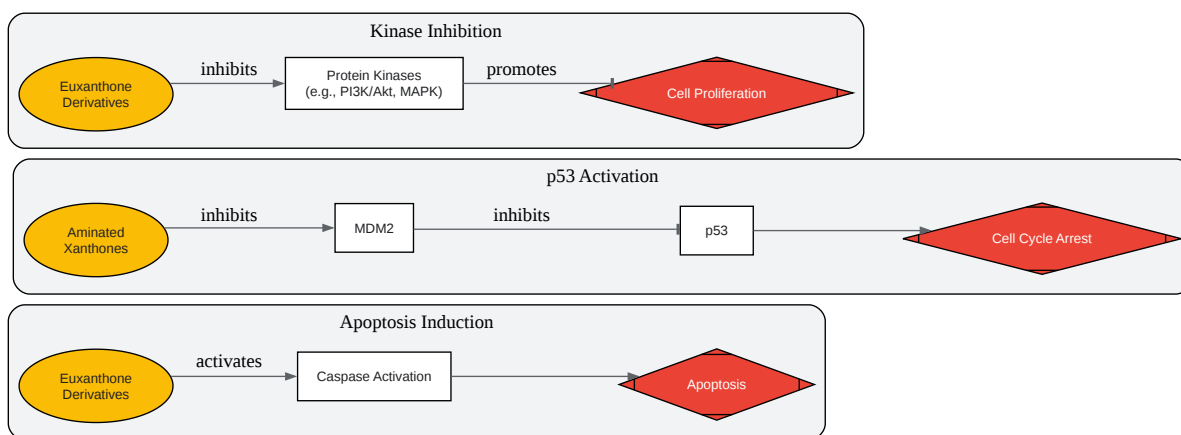 Kinase Inhibition
Euxanthone
Derivatives
inhibits
Protein Kinases
(e.g., PI3K/Akt, MAPK)
promotes
Cell Proliferation
p53 Activation
Aminated
Xanthones
inhibits
MDM2
inhibits
p53
Cell Cycle Arrest
Apoptosis Induction
Euxanthone
Derivatives
activates
Caspase Activation
Apoptosis